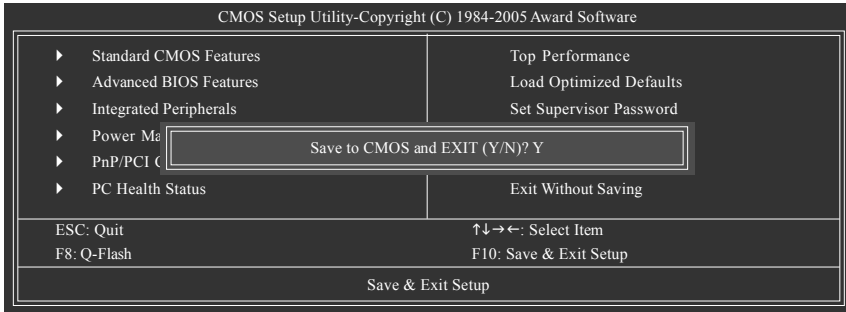 CMOS Setup Utility-Copyright (C) 1984-2005 Award Software
Standard CMOS Features
Top Performance
Advanced BIOS Features
Load Optimized Defaults
Integrated Peripherals
Set Supervisor Password
Power Ma
Save to CMOS and EXIT (Y/N)? Y
PnP/PCI C
PC Health Status
Exit Without Saving
ESC: Quit
↑↓→←: Select Item
F8: Q-Flash
F10: Save & Exit Setup
Save & Exit Setup